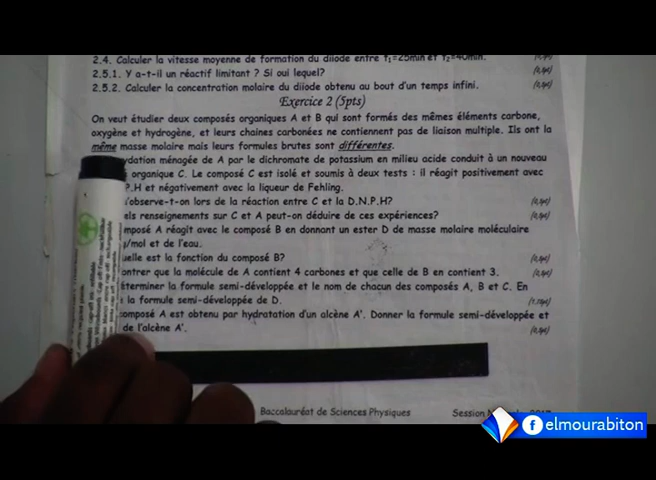 2.4. Calculer la vitesse moyenne de formation du diiode entre t₁=25min et t₂=40min.
2.5.1. Y a-t-il un réactif limitant ? Si oui lequel?
2.5.2. Calculer la concentration molaire du diiode obtenu au bout d'un temps infini.
Exercice 2 (5pts)
On veut étudier deux composés organiques A et B qui sont formés des mêmes éléments carbone,
oxygène et hydrogène, et leurs chaines carbonées ne contiennent pas de liaison multiple. Ils ont la
même masse molaire mais leurs formules brutes sont différentes.
ydation ménagée de A par le dichromate de potassium en milieu acide conduit à un nouveau
organique C. Le composé C est isolé et soumis à deux tests : il réagit positivement avec
P.H et négativement avec la liqueur de Fehling.
'observe-t-on lors de la réaction entre C et la D.N.P.H?
els renseignements sur C et A peut-on déduire de ces expériences?
mposé A réagit avec le composé B en donnant un ester D de masse molaire moléculaire
/mol et de l'eau.
uelle est la fonction du composé B?
ontrer que la molécule de A contient 4 carbones et que celle de B en contient 3.
éterminer la formule semi-développée et le nom de chacun des composés A, B et C. En
la formule semi-développée de D.
omposé A est obtenu par hydratation d'un alcène A'. Donner la formule semi-développée et
de l'alcène A'.
Baccalauréat de Sciences Physiques Session
elmourabiton